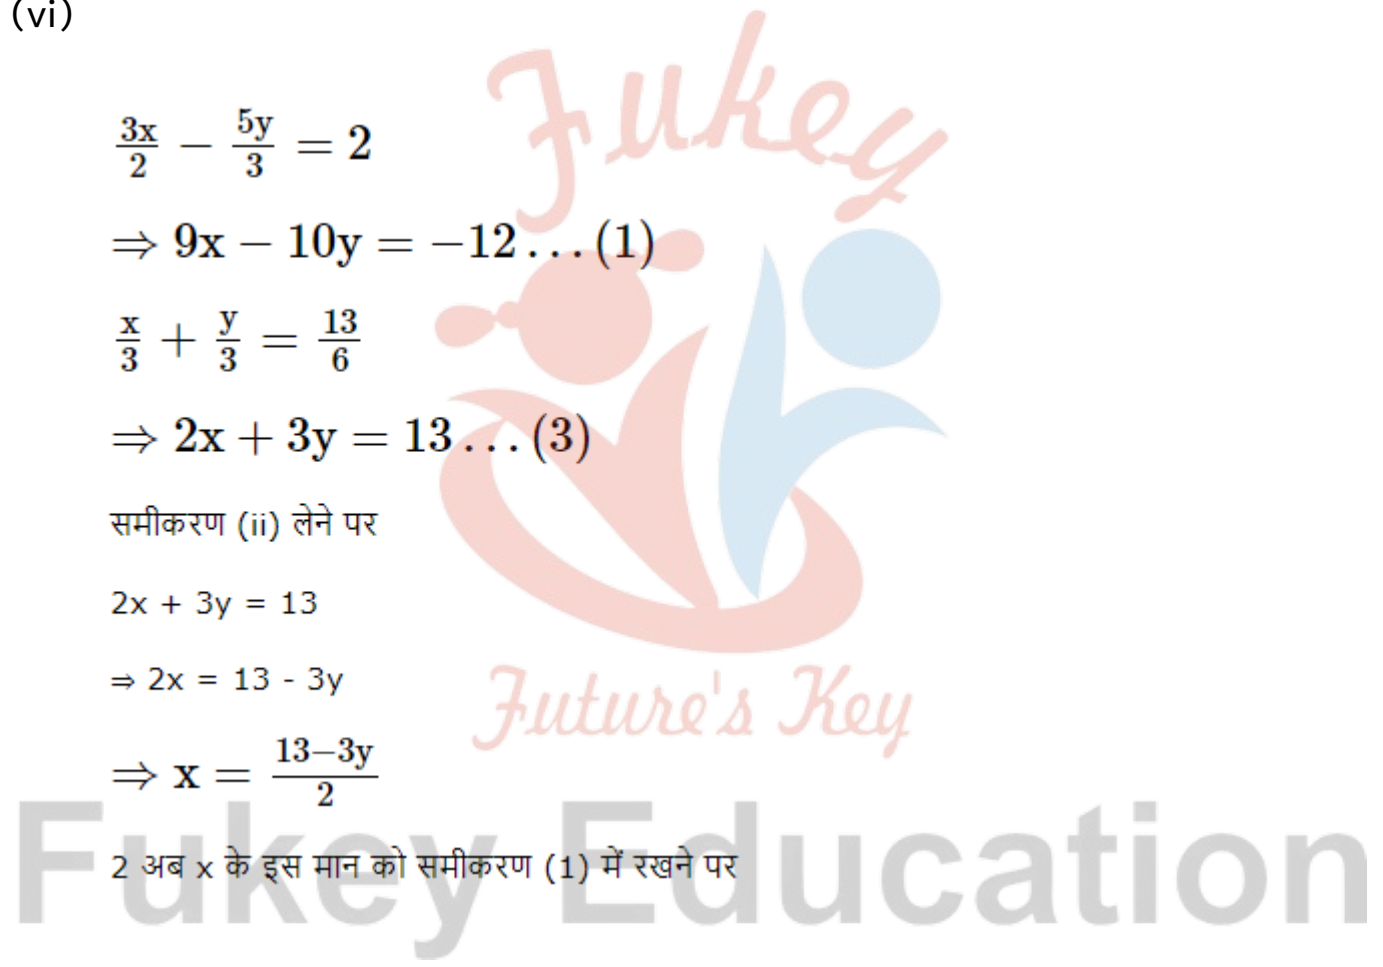 (vi)
Fukey
3x/2 − 5y/3 = 2
⇒ 9x − 10y = −12 . . . (1)
x/3 + y/3 = 13/6
⇒ 2x + 3y = 13 . . . (3)
समीकरण (ii) लेने पर
2x + 3y = 13
⇒ 2x = 13 - 3y
Future's Key
⇒ x = 13−3y/2
Fukey Education
2 अब x के इस मान को समीकरण (1) में रखने पर